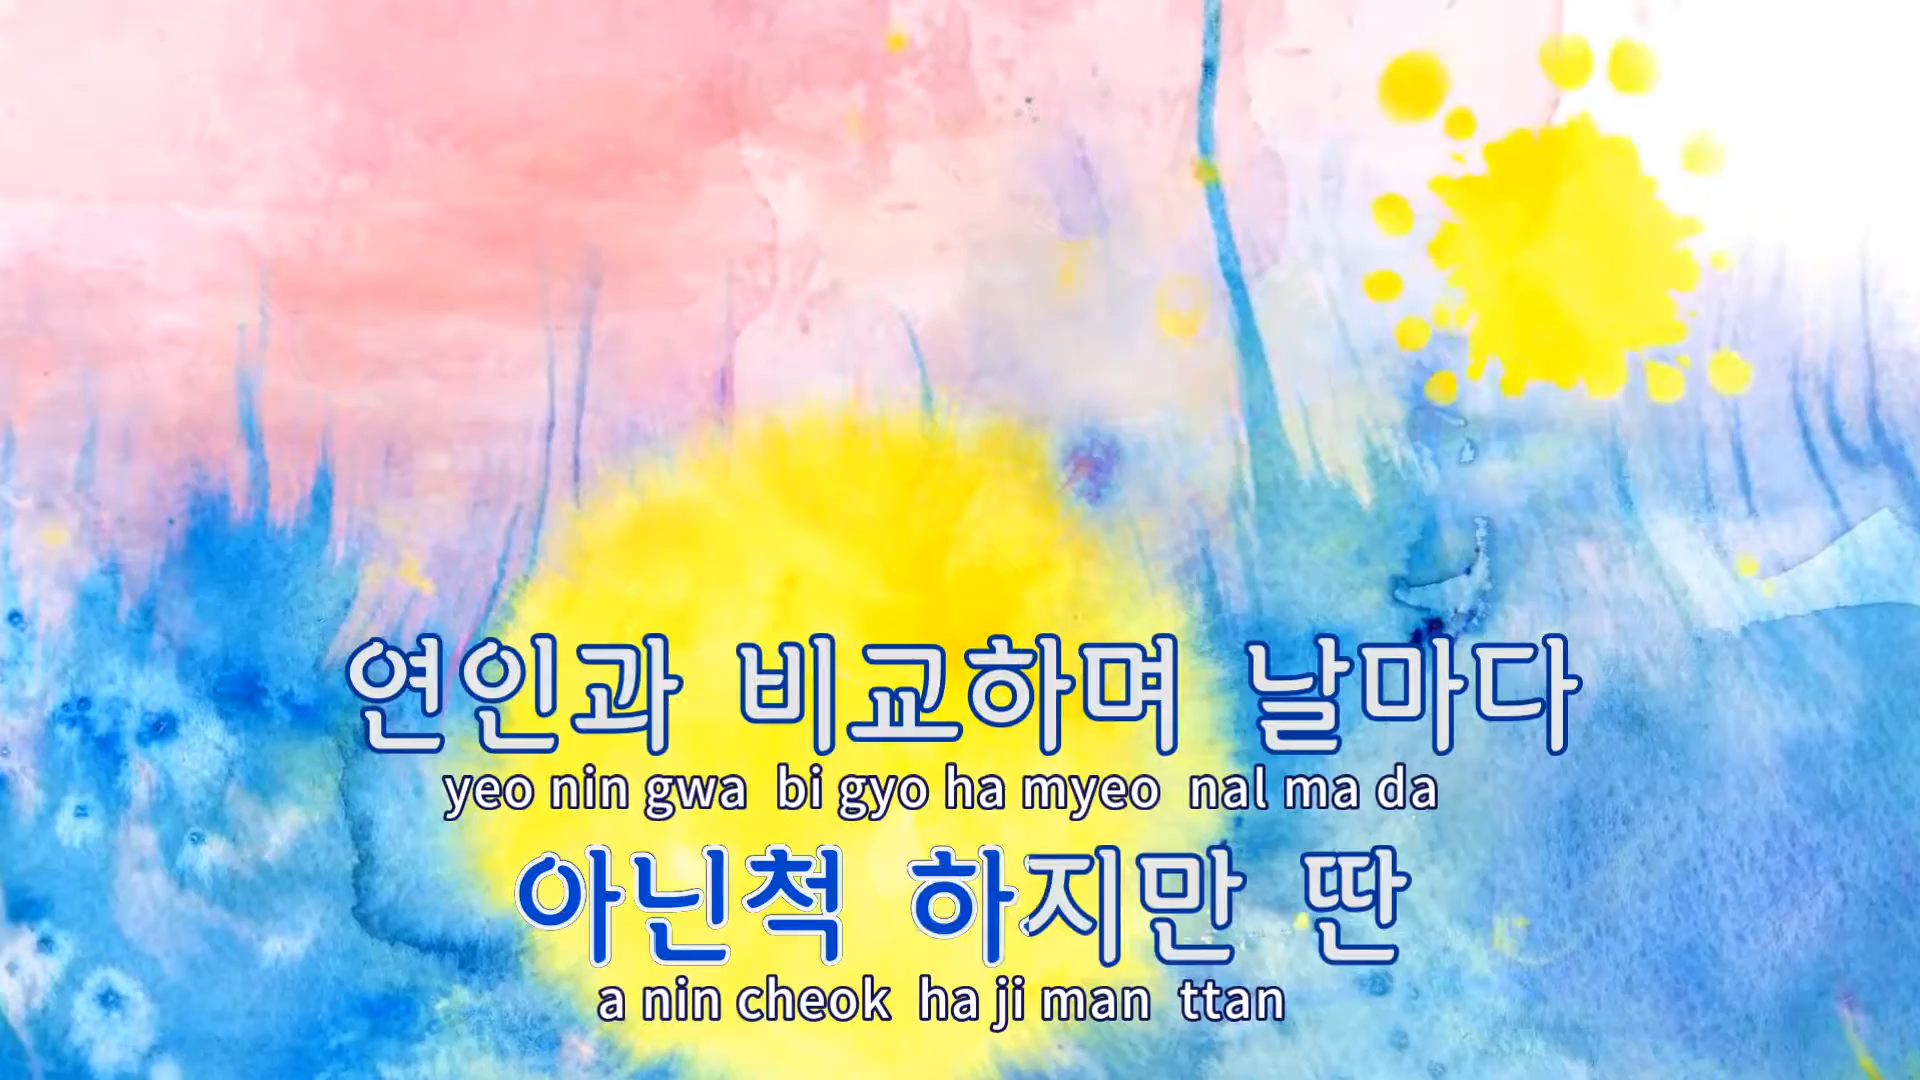 연인과 비교하며 날마다
yeo nin gwa bi gyo ha myeo nal ma da
아닌척 하지만 딴
a nin cheok ha ji man ttan